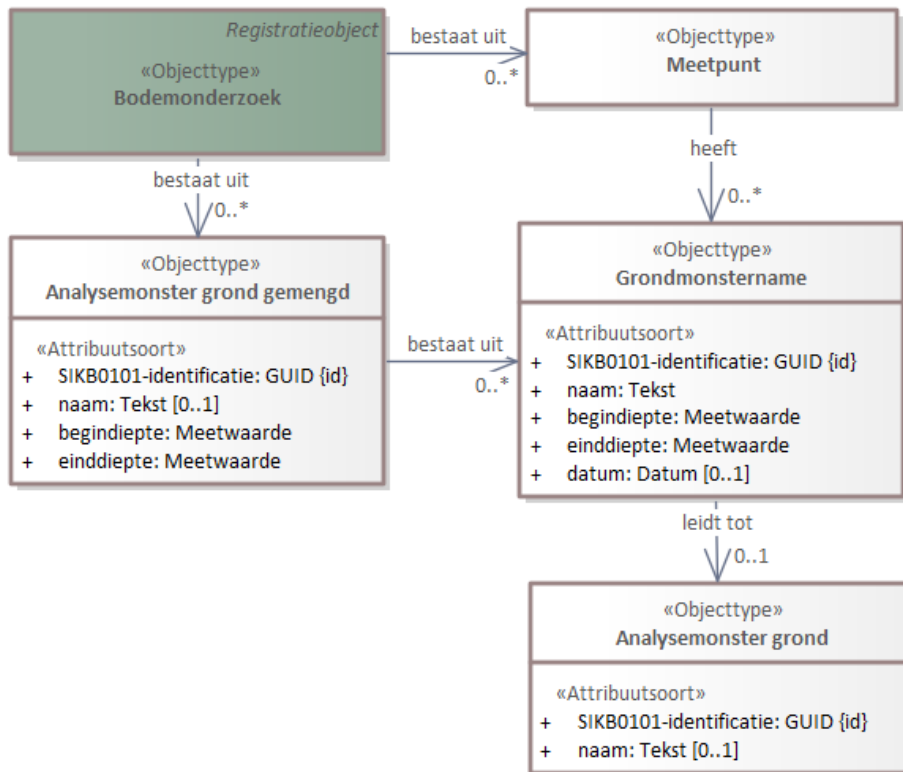 Registratieobject
«Objecttype»
Bodemonderzoek
bestaat uit
0..*
«Objecttype»
Meetpunt
bestaat uit
0..*
heeft
0..*
«Objecttype»
Analysemonster grond gemengd
«Attribuutsoort»
+ SIKB0101-identificatie: GUID {id}
+ naam: Tekst [0..1]
+ begindiepte: Meetwaarde
+ einddiepte: Meetwaarde
bestaat uit
0..*
«Objecttype»
Grondmonstername
«Attribuutsoort»
+ SIKB0101-identificatie: GUID {id}
+ naam: Tekst
+ begindiepte: Meetwaarde
+ einddiepte: Meetwaarde
+ datum: Datum [0..1]
leidt tot
0..1
«Objecttype»
Analysemonster grond
«Attribuutsoort»
+ SIKB0101-identificatie: GUID {id}
+ naam: Tekst [0..1]